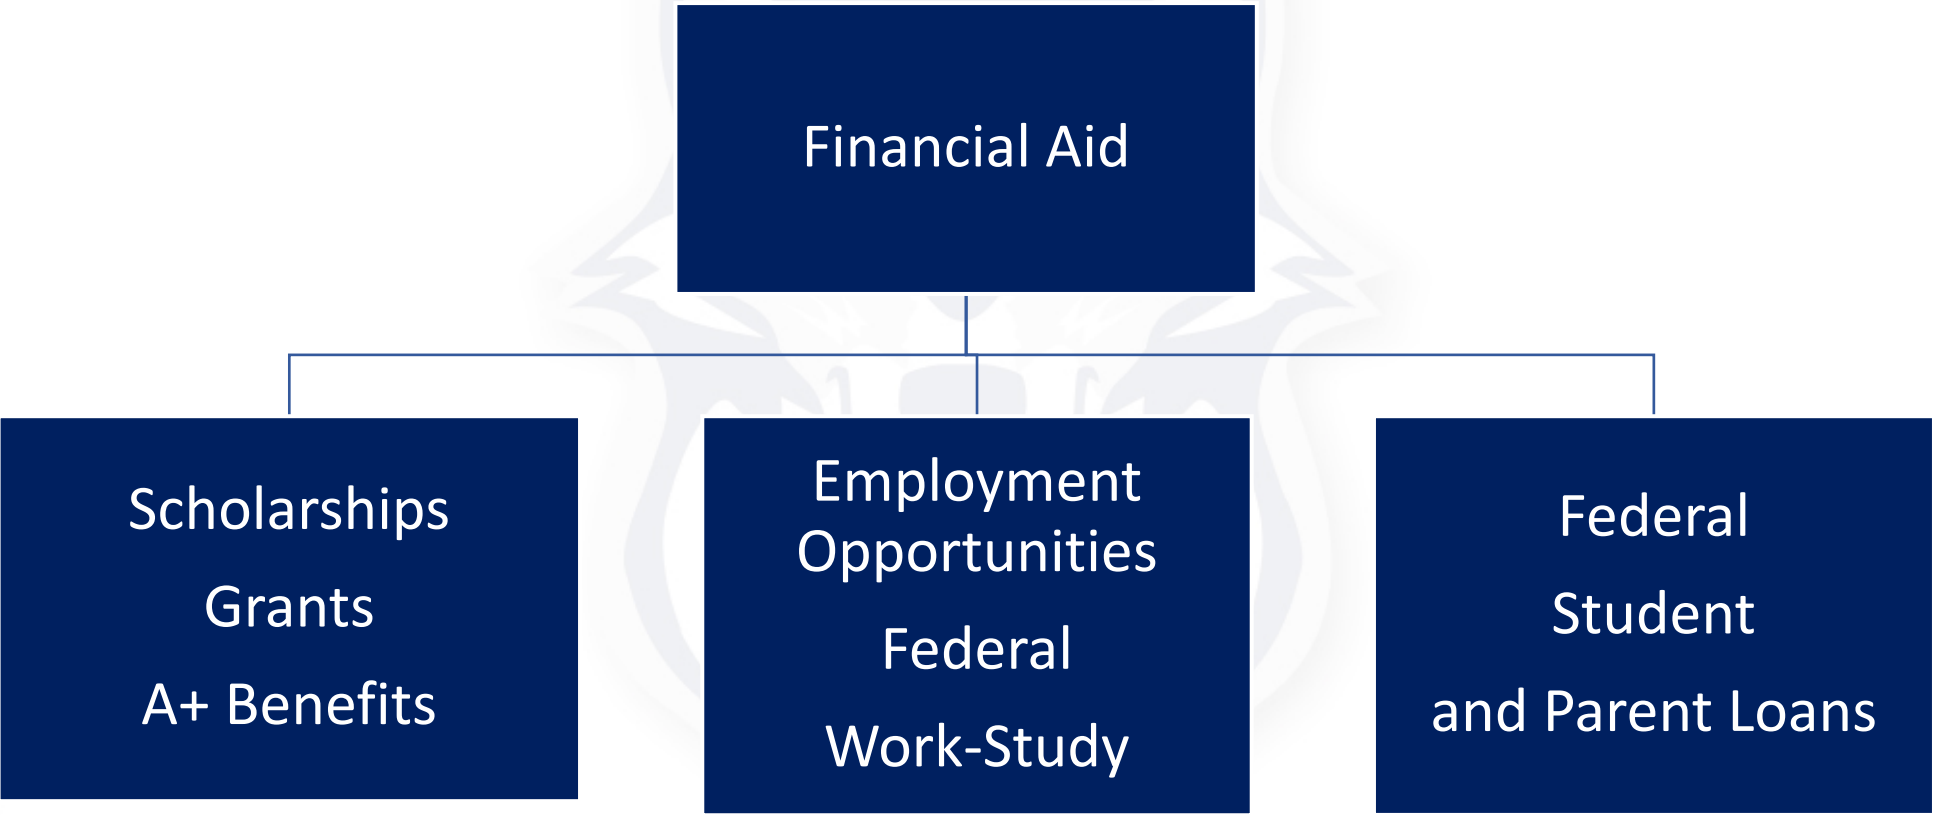 Financial Aid
Scholarships
Grants
A+ Benefits
Employment
Opportunities
Federal
Work-Study
Federal
Student
and Parent Loans